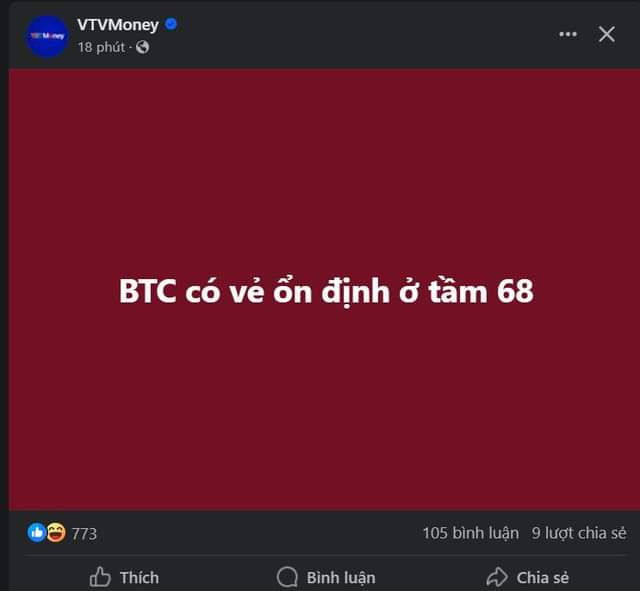 VTVMoney
VTVMoney
18 phút ·
BTC có vẻ ổn định ở tầm 68
773
105 bình luận 9 lượt chia sẻ
Thích Bình luận Chia sẻ